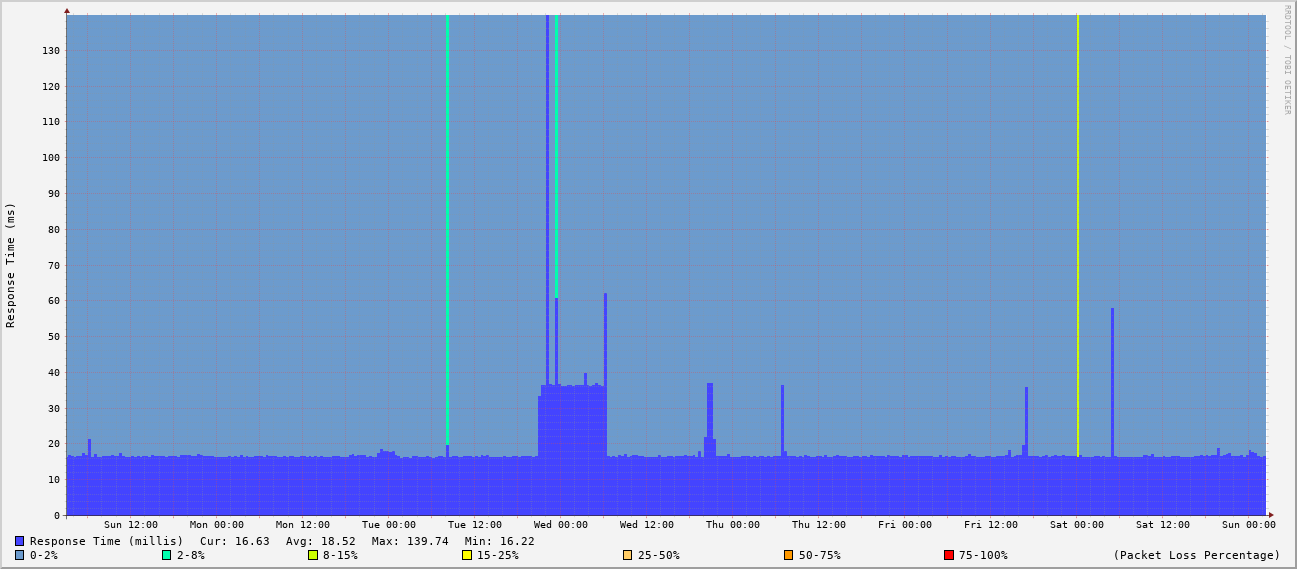 RRDTOOL / TOBI OETIKER
Response Time (ms)
130
120
110
100
90
80
70
60
50
40
30
20
10
0
Sun 12:00 Mon 00:00 Mon 12:00 Tue 00:00 Tue 12:00 Wed 00:00 Wed 12:00 Thu 00:00 Thu 12:00 Fri 00:00 Fri 12:00 Sat 00:00 Sat 12:00 Sun 00:00
Response Time (millis) Cur: 16.63 Avg: 18.52 Max: 139.74 Min: 16.22
0-2% 2-8% 8-15% 15-25% 25-50% 50-75% 75-100% (Packet Loss Percentage)